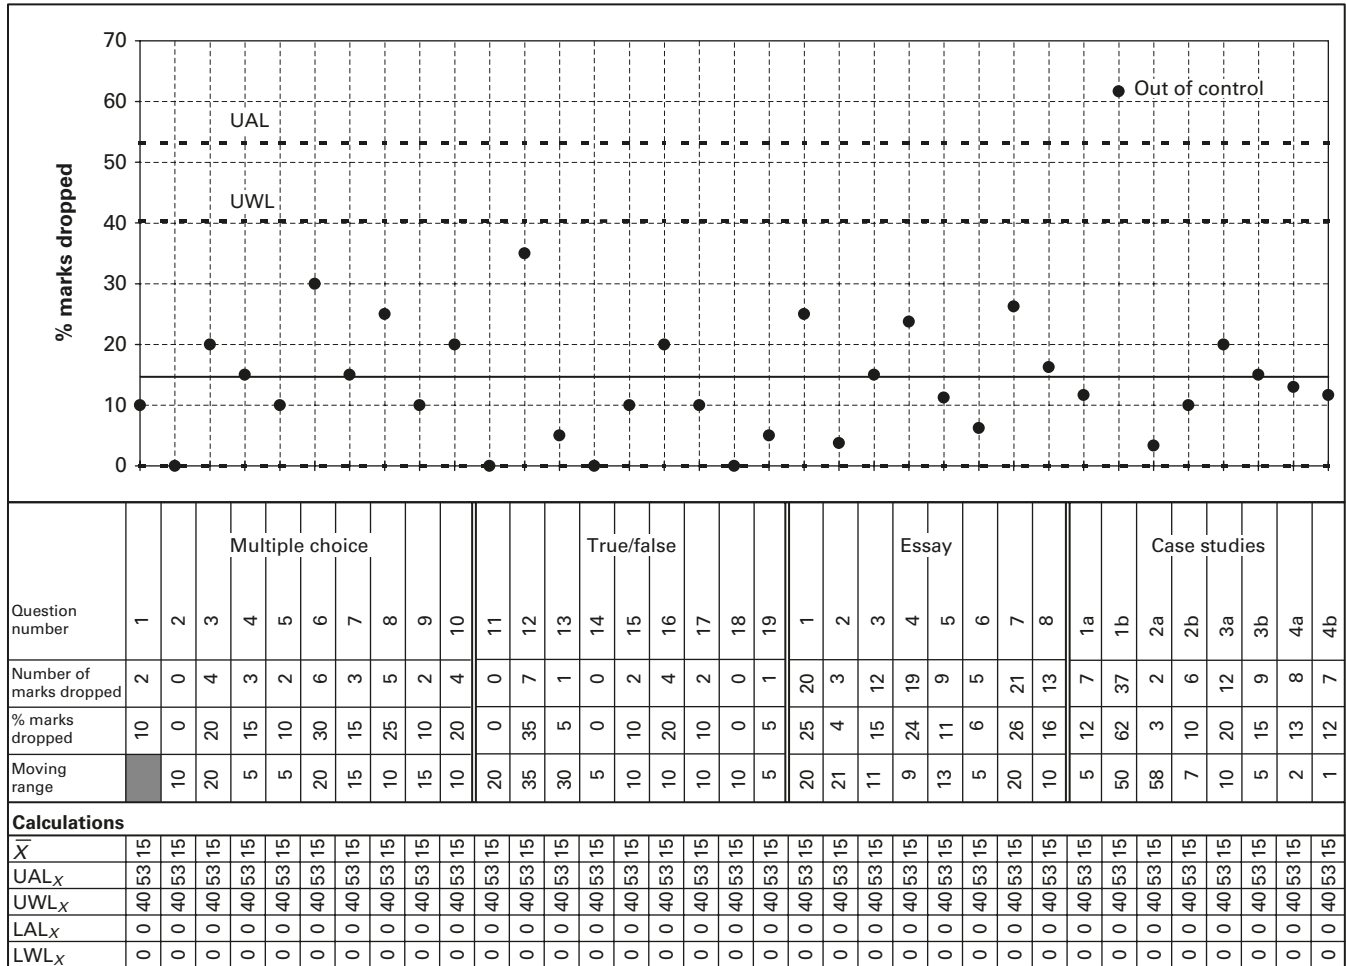 70
60
50
40
30
20
10
0
% marks dropped
UAL
UWL
Out of control
Multiple choice True/false Essay Case studies
Question number 1 2 3 4 5 6 7 8 9 10 11 12 13 14 15 16 17 18 19 1 2 3 4 5 6 7 8 1a 1b 2a 2b 3a 3b 4a 4b
Number of marks dropped 2 0 4 3 2 6 3 5 2 4 0 7 1 0 2 4 2 0 1 20 3 12 19 9 5 21 13 7 37 2 6 12 9 8 7
% marks dropped 10 0 20 15 10 30 15 25 10 20 0 35 5 0 10 20 10 0 5 25 4 15 24 11 6 26 16 12 62 3 10 20 15 13 12
Moving range 10 20 5 5 20 15 10 15 10 20 35 30 5 10 10 10 10 5 20 21 11 9 13 5 20 10 5 50 58 7 10 5 2 1
Calculations
X̅ 15 15 15 15 15 15 15 15 15 15 15 15 15 15 15 15 15 15 15 15 15 15 15 15 15 15 15 15 15 15 15 15 15 15 15
UALX 53 53 53 53 53 53 53 53 53 53 53 53 53 53 53 53 53 53 53 53 53 53 53 53 53 53 53 53 53 53 53 53 53 53 53
UWLX 40 40 40 40 40 40 40 40 40 40 40 40 40 40 40 40 40 40 40 40 40 40 40 40 40 40 40 40 40 40 40 40 40 40 40
LALX 0 0 0 0 0 0 0 0 0 0 0 0 0 0 0 0 0 0 0 0 0 0 0 0 0 0 0 0 0 0 0 0 0 0 0
LWLX 0 0 0 0 0 0 0 0 0 0 0 0 0 0 0 0 0 0 0 0 0 0 0 0 0 0 0 0 0 0 0 0 0 0 0